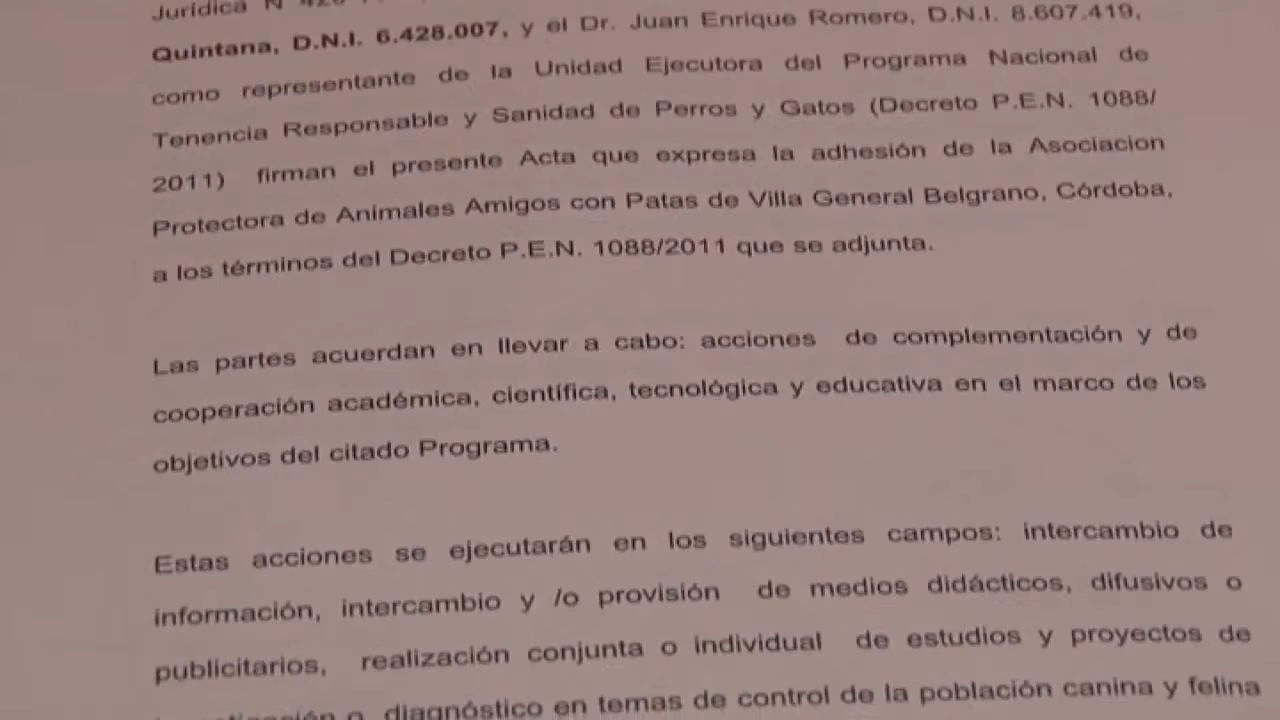 Jurídica N
Quintana, D.N.I. 6.428.007, y el Dr. Juan Enrique Romero, D.N.I. 8.607.419,
como representante de la Unidad Ejecutora del Programa Nacional de
Tenencia Responsable y Sanidad de Perros y Gatos (Decreto P.E.N. 1088/
2011) firman el presente Acta que expresa la adhesión de la Asociacion
Protectora de Animales Amigos con Patas de Villa General Belgrano, Córdoba,
a los términos del Decreto P.E.N. 1088/2011 que se adjunta.
Las partes acuerdan en llevar a cabo: acciones de complementación y de
cooperación académica, científica, tecnológica y educativa en el marco de los
objetivos del citado Programa.
Estas acciones se ejecutarán en los siguientes campos: intercambio de
información, intercambio y /o provisión de medios didácticos, difusivos o
publicitarios, realización conjunta o individual de estudios y proyectos de
o diagnóstico en temas de control de la población canina y felina